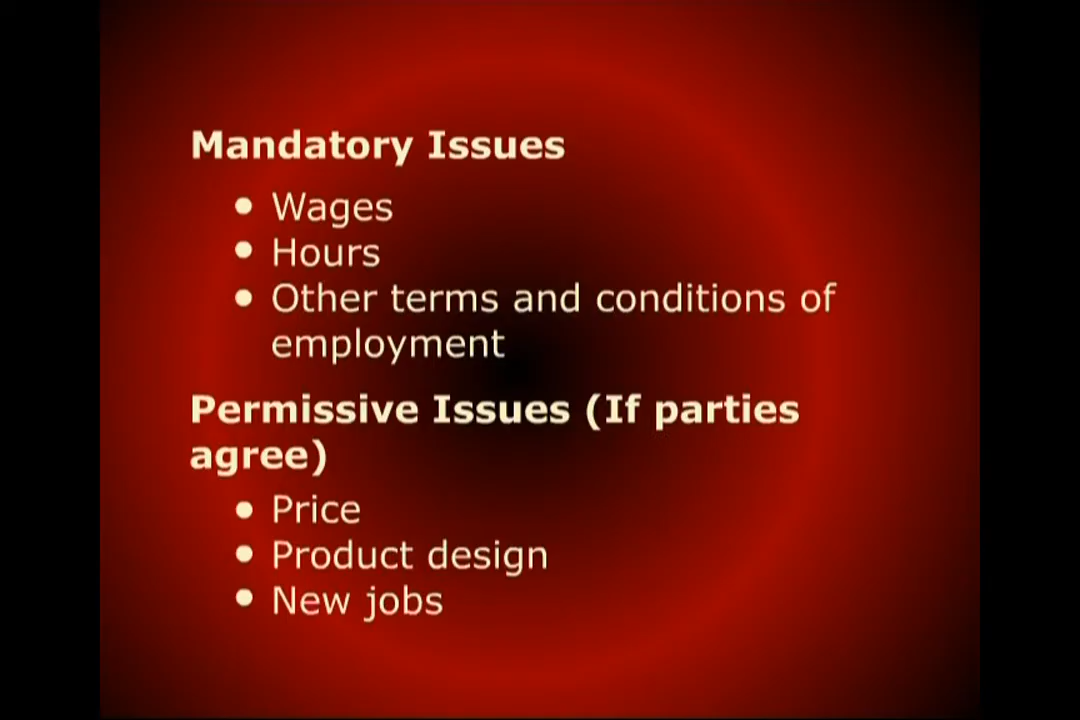 Mandatory Issues
• Wages
• Hours
• Other terms and conditions of
employment
Permissive Issues (If parties
agree)
• Price
• Product design
• New jobs